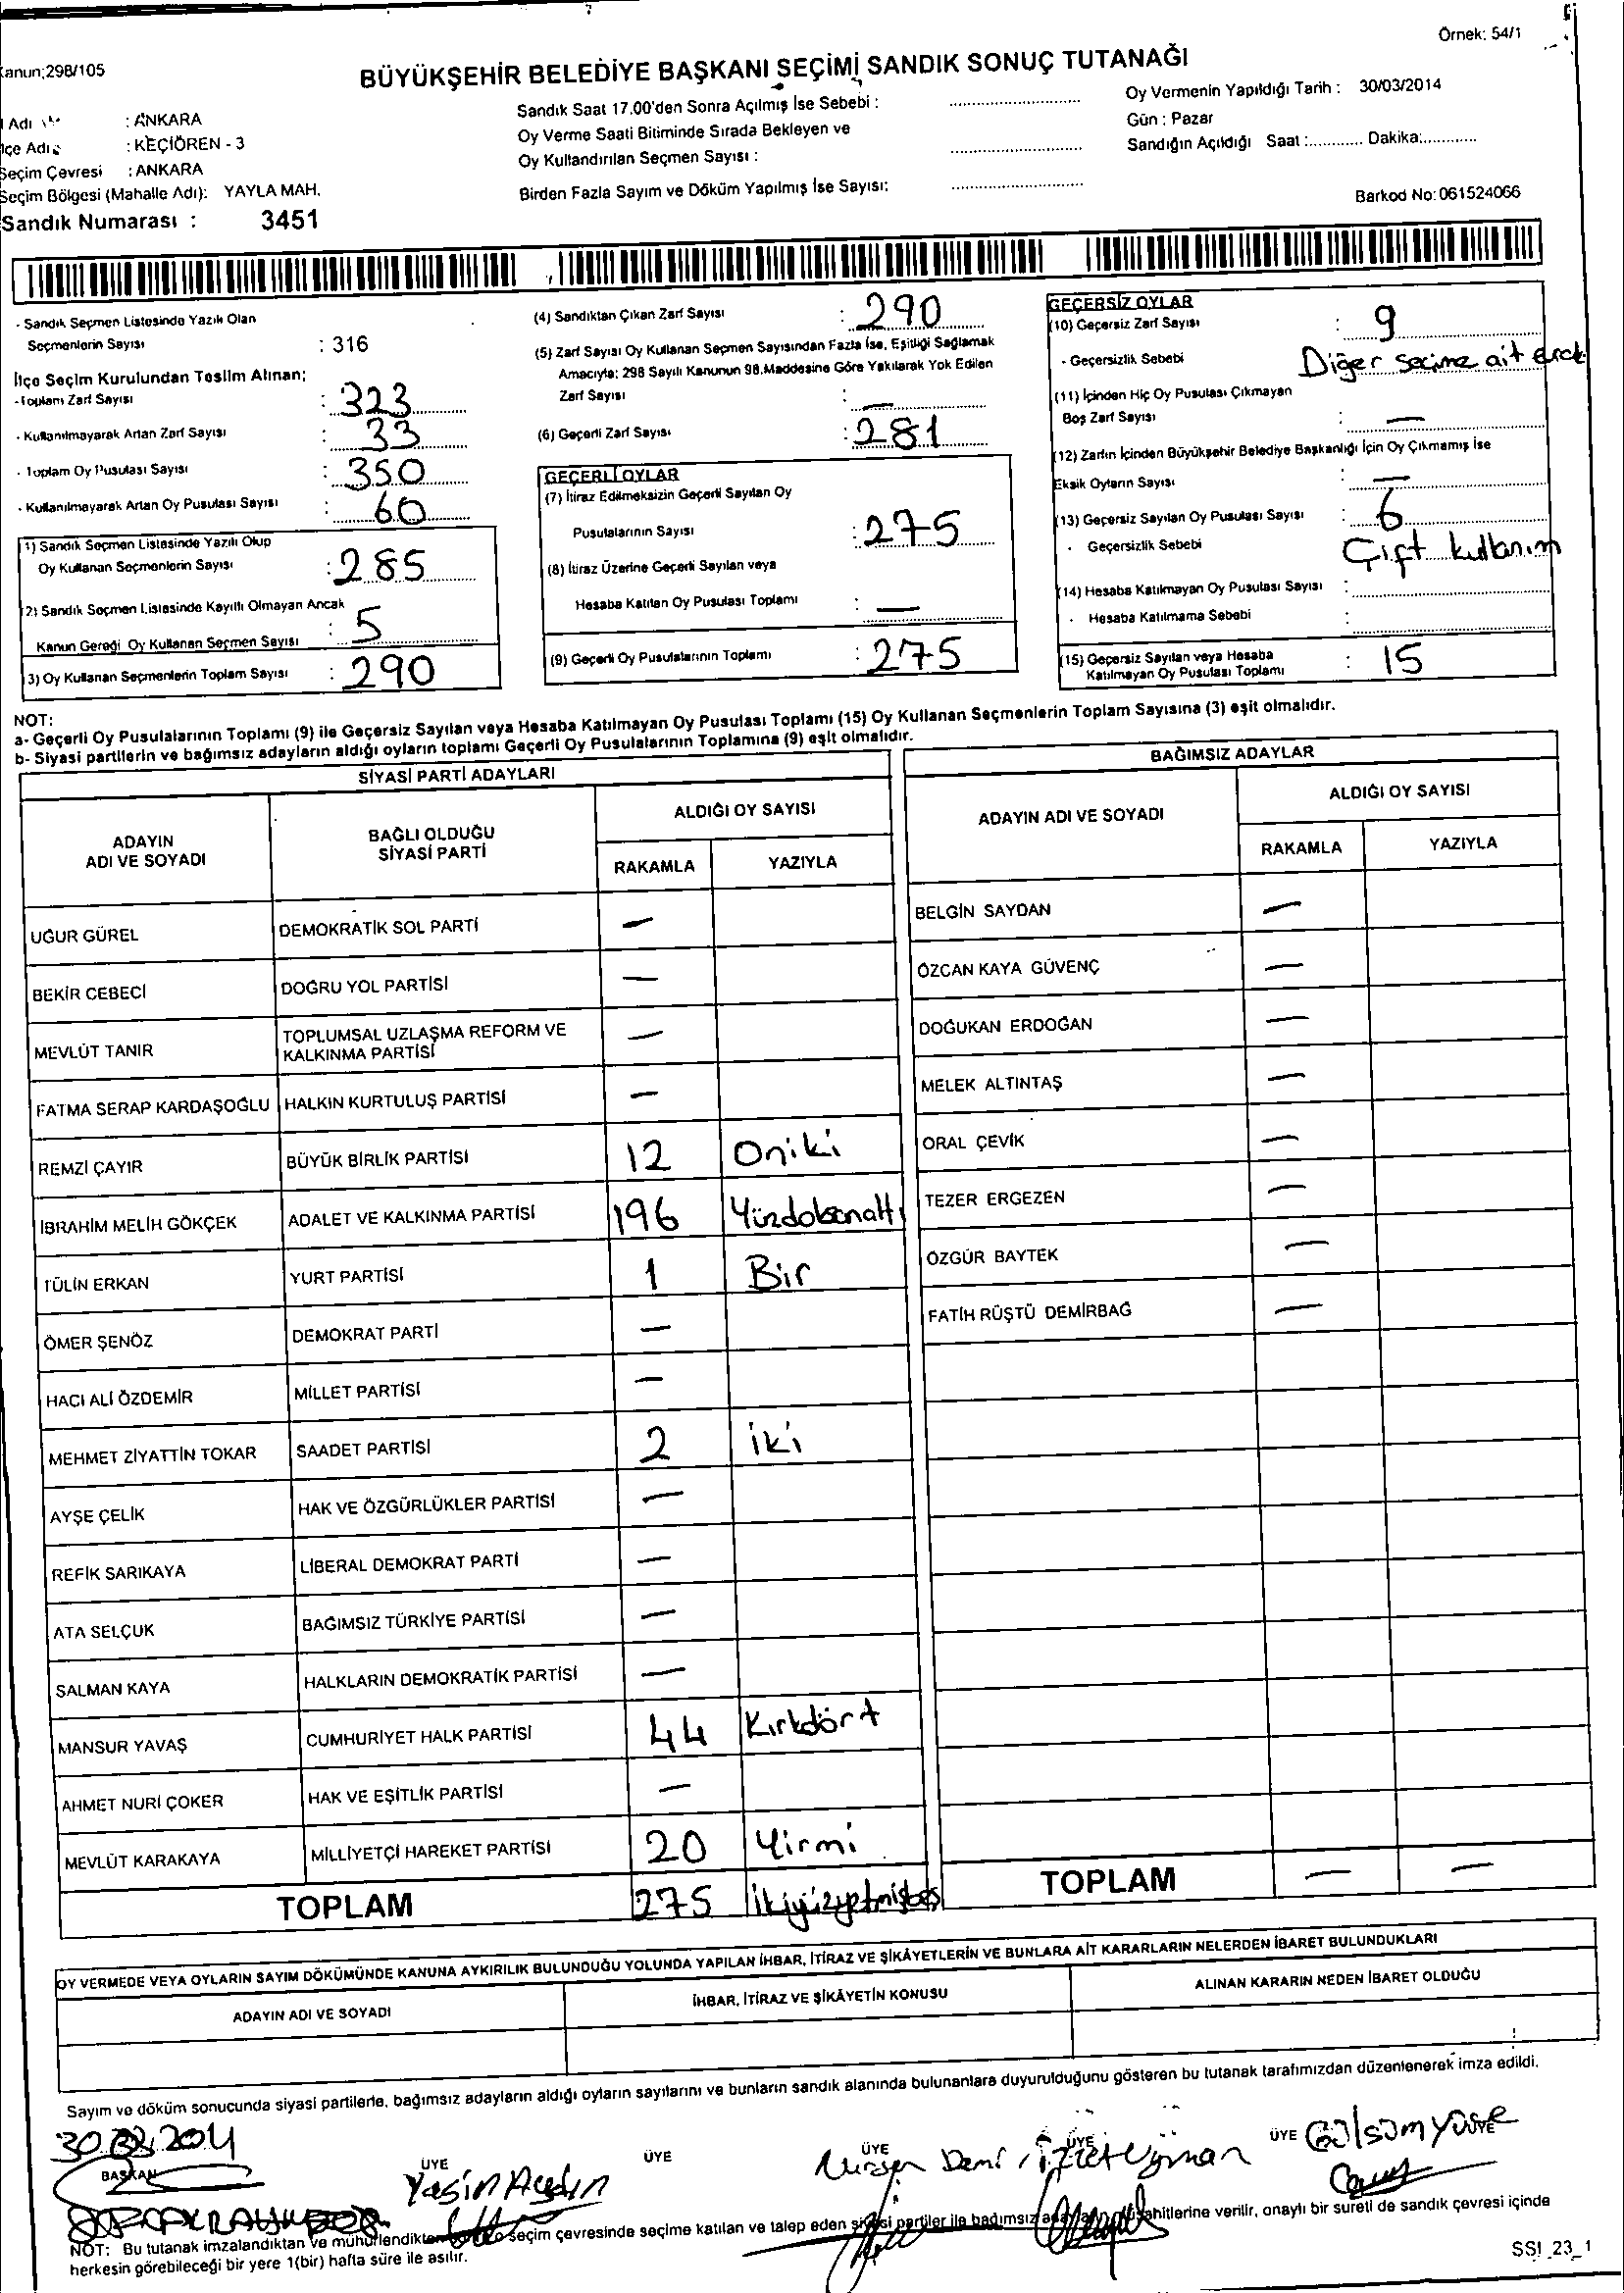 Örnek: 54/1
Kanun;298/105
BÜYÜKŞEHİR BELEDİYE BAŞKANI SEÇİMİ SANDIK SONUÇ TUTANAĞI
Adı : ANKARA
İlçe Adı : KEÇİÖREN - 3
Seçim Çevresi : ANKARA
Seçim Bölgesi (Mahalle Adı): YAYLA MAH.
Sandık Numarası : 3451
Sandık Saat 17.00'den Sonra Açılmış İse Sebebi :
Oy Verme Saati Bitiminde Sırada Bekleyen ve
Oy Kullandırılan Seçmen Sayısı :
Birden Fazla Sayım ve Döküm Yapılmış İse Sayısı:
Oy Vermenin Yapıldığı Tarih : 30/03/2014
Gün : Pazar
Sandığın Açıldığı Saat :............ Dakika:............
Barkod No: 061524066
- Sandık Seçmen Listesinde Yazılı Olan
Seçmenlerin Sayısı : 316
İlçe Seçim Kurulundan Teslim Alınan;
-Toplam Zarf Sayısı : 323
- Kullanılmayarak Artan Zarf Sayısı : 33
- Toplam Oy Pusulası Sayısı : 350
- Kullanılmayarak Artan Oy Pusulası Sayısı : 60
1) Sandık Seçmen Listesinde Yazılı Olup
Oy Kullanan Seçmenlerin Sayısı : 285
2) Sandık Seçmen Listesinde Kayıtlı Olmayan Ancak
Kanun Gereği Oy Kullanan Seçmen Sayısı : 5
3) Oy Kullanan Seçmenlerin Toplam Sayısı : 290
(4) Sandıktan Çıkan Zarf Sayısı : 290
(5) Zarf Sayısı Oy Kullanan Seçmen Sayısından Fazla İse, Eşitliği Sağlamak
Amacıyla; 298 Sayılı Kanunun 98.Maddesine Göre Yakılarak Yok Edilen
Zarf Sayısı : —
(6) Geçerli Zarf Sayısı : 281
GEÇERLİ OYLAR
(7) İtiraz Edilmeksizin Geçerli Sayılan Oy
Pusulalarının Sayısı : 275
(8) İtiraz Üzerine Geçerli Sayılan veya
Hesaba Katılan Oy Pusulası Toplamı : —
(9) Geçerli Oy Pusulalarının Toplamı : 275
GEÇERSİZ OYLAR
(10) Geçersiz Zarf Sayısı : 9
- Geçersizlik Sebebi Diğer seçime ait evrak
(11) İçinden Hiç Oy Pusulası Çıkmayan
Boş Zarf Sayısı : —
(12) Zarfın İçinden Büyükşehir Belediye Başkanlığı İçin Oy Çıkmamış İse
Eksik Oyların Sayısı : —
(13) Geçersiz Sayılan Oy Pusulası Sayısı : 6
- Geçersizlik Sebebi Çift kullanım
(14) Hesaba Katılmayan Oy Pusulası Sayısı :
- Hesaba Katılmama Sebebi :
(15) Geçersiz Sayılan veya Hesaba
Katılmayan Oy Pusulası Toplamı : 15
NOT:
a- Geçerli Oy Pusulalarının Toplamı (9) ile Geçersiz Sayılan veya Hesaba Katılmayan Oy Pusulası Toplamı (15) Oy Kullanan Seçmenlerin Toplam Sayısına (3) eşit olmalıdır.
b- Siyasi partilerin ve bağımsız adayların aldığı oyların toplamı Geçerli Oy Pusulalarının Toplamına (9) eşit olmalıdır.
SİYASİ PARTİ ADAYLARI
ADAYIN ADI VE SOYADI BAĞLI OLDUĞU SİYASİ PARTİ ALDIĞI OY SAYISI
RAKAMLA YAZIYLA
UĞUR GÜREL DEMOKRATİK SOL PARTİ —
BEKİR CEBECİ DOĞRU YOL PARTİSİ —
MEVLÜT TANIR TOPLUMSAL UZLAŞMA REFORM VE KALKINMA PARTİSİ —
FATMA SERAP KARDAŞOĞLU HALKIN KURTULUŞ PARTİSİ —
REMZİ ÇAYIR BÜYÜK BİRLİK PARTİSİ 12 Oniki
İBRAHİM MELİH GÖKÇEK ADALET VE KALKINMA PARTİSİ 196 Yüzdoksanaltı
TÜLİN ERKAN YURT PARTİSİ 1 Bir
ÖMER ŞENÖZ DEMOKRAT PARTİ —
HACI ALİ ÖZDEMİR MİLLET PARTİSİ —
MEHMET ZİYATTİN TOKAR SAADET PARTİSİ 2 iki
AYŞE ÇELİK HAK VE ÖZGÜRLÜKLER PARTİSİ —
REFİK SARIKAYA LİBERAL DEMOKRAT PARTİ —
ATA SELÇUK BAĞIMSIZ TÜRKİYE PARTİSİ —
SALMAN KAYA HALKLARIN DEMOKRATİK PARTİSİ —
MANSUR YAVAŞ CUMHURİYET HALK PARTİSİ 44 Kırkdört
AHMET NURİ ÇOKER HAK VE EŞİTLİK PARTİSİ —
MEVLÜT KARAKAYA MİLLİYETÇİ HAREKET PARTİSİ 20 Yirmi
TOPLAM 275 ikiyüzyetmişbeş
BAĞIMSIZ ADAYLAR
ADAYIN ADI VE SOYADI ALDIĞI OY SAYISI
RAKAMLA YAZIYLA
BELGİN SAYDAN —
ÖZCAN KAYA GÜVENÇ —
DOĞUKAN ERDOĞAN —
MELEK ALTINTAŞ —
ORAL ÇEVİK —
TEZER ERGEZEN —
ÖZGÜR BAYTEK —
FATİH RÜŞTÜ DEMİRBAĞ —
TOPLAM — —
OY VERMEDE VEYA OYLARIN SAYIM DÖKÜMÜNDE KANUNA AYKIRILIK BULUNDUĞU YOLUNDA YAPILAN İHBAR, İTİRAZ VE ŞİKÂYETLERİN VE BUNLARA AİT KARARLARIN NELERDEN İBARET BULUNDUKLARI
ADAYIN ADI VE SOYADI İHBAR, İTİRAZ VE ŞİKÂYETİN KONUSU ALINAN KARARIN NEDEN İBARET OLDUĞU
Sayım ve döküm sonucunda siyasi partilerle, bağımsız adayların aldığı oyların sayılarını ve bunların sandık alanında bulunanlara duyurulduğunu gösteren bu tutanak tarafımızdan düzenlenerek imza edildi.
BAŞKAN ÜYE ÜYE ÜYE ÜYE ÜYE
Yasin Aydın Nurşen Gülsüm
NOT: Bu tutanak imzalandıktan ve mühürlendikten seçim çevresinde seçime katılan ve talep eden siyasi partiler ile bağımsız müşahitlerine verilir, onaylı bir sureti de sandık çevresi içinde
herkesin görebileceği bir yere 1(bir) hafta süre ile asılır.
SSI_23_1